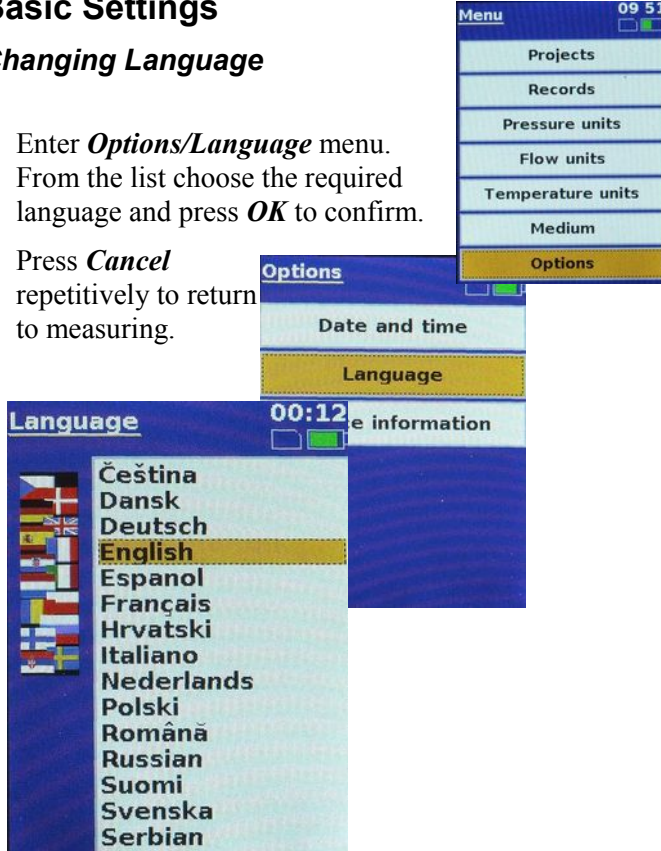 Basic Settings
Changing Language
Enter Options/Language menu.
From the list choose the required
language and press OK to confirm.
Press Cancel
repetitively to return
to measuring.
Menu
09 51
Projects
Records
Pressure units
Flow units
Temperature units
Medium
Options
Options
Date and time
Language
e information
Language
00:12
Čeština
Dansk
Deutsch
English
Espanol
Français
Hrvatski
Italiano
Nederlands
Polski
Română
Russian
Suomi
Svenska
Serbian